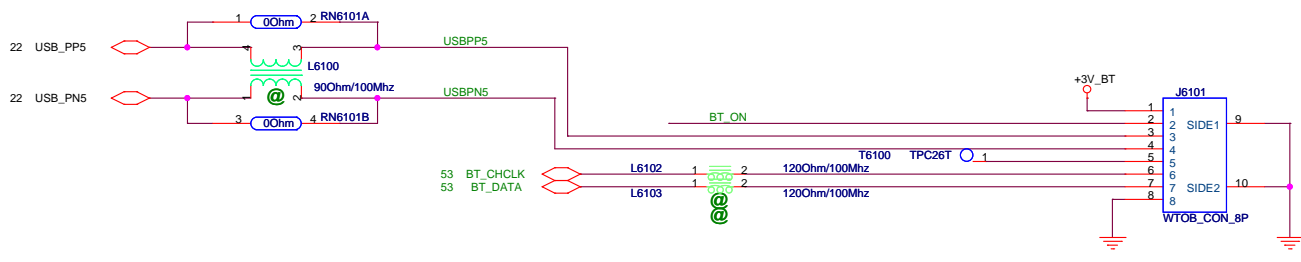 1 0Ohm 2 RN6101A
22 USB_PP5 4 3 USBPP5
L6100
90Ohm/100Mhz
22 USB_PN5 1 @ 2 USBPN5
3 0Ohm 4 RN6101B
+3V_BT
J6101
1 1
BT_ON 2 2 SIDE1 9
3 3
4 4
T6100 TPC26T 1 5 5
53 BT_CHCLK L6102 1 2 120Ohm/100Mhz 6 6
53 BT_DATA L6103 1 2 120Ohm/100Mhz 7 7 SIDE2 10
@ 8 8
@
WTOB_CON_8P